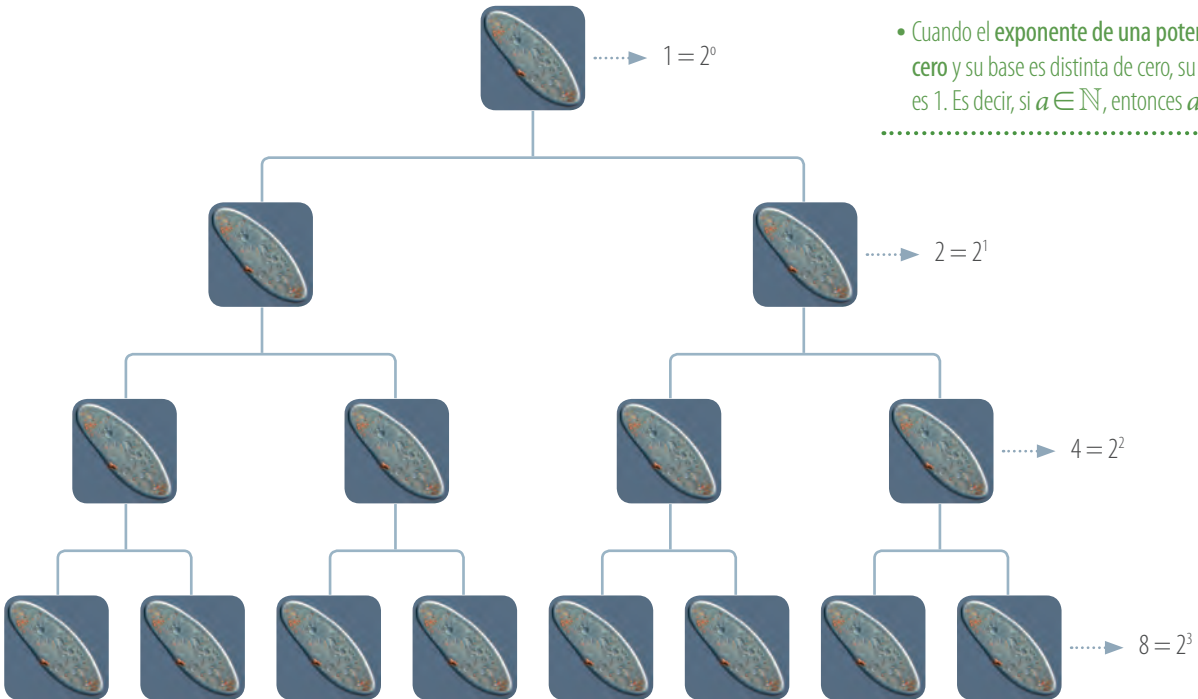 • Cuando el exponente de una
cero y su base es distinta de cero, su
es 1. Es decir, si a ∈ ℕ, entonces a
1 = 2⁰
2 = 2¹
4 = 2²
8 = 2³